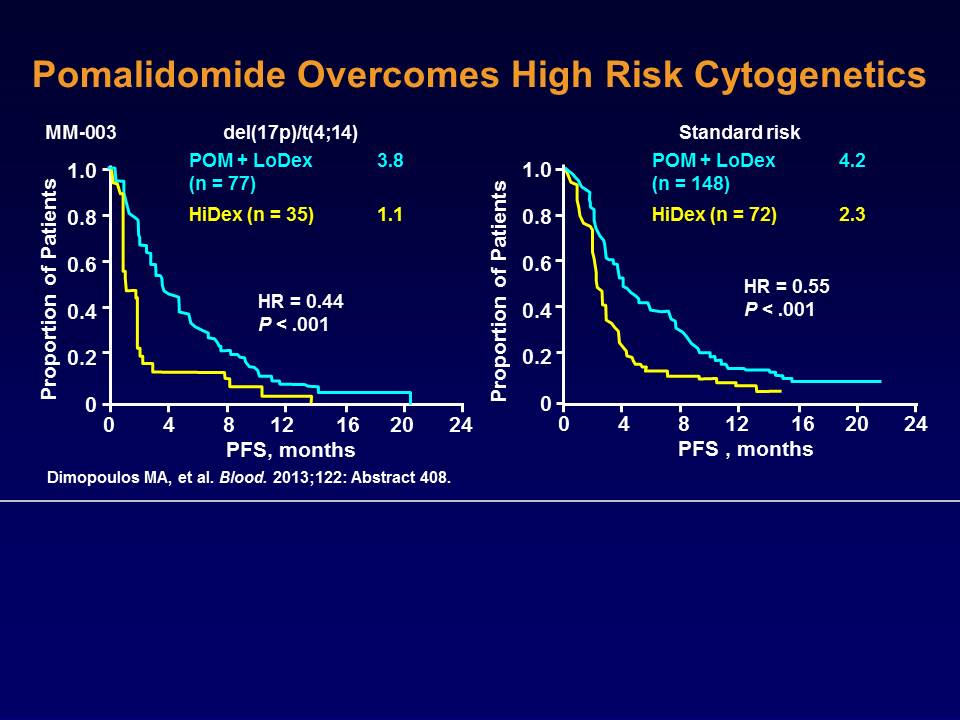 Pomalidomide Overcomes High Risk Cytogenetics
MM-003
del(17p)/t(4;14)
POM + LoDex 3.8
(n = 77)
HiDex (n = 35) 1.1
HR = 0.44
P < .001
Proportion of Patients
1.0
0.8
0.6
0.4
0.2
0
0 4 8 12 16 20 24
PFS, months
Standard risk
POM + LoDex 4.2
(n = 148)
HiDex (n = 72) 2.3
HR = 0.55
P < .001
Proportion of Patients
1.0
0.8
0.6
0.4
0.2
0
0 4 8 12 16 20 24
PFS , months
Dimopoulos MA, et al. Blood. 2013;122: Abstract 408.